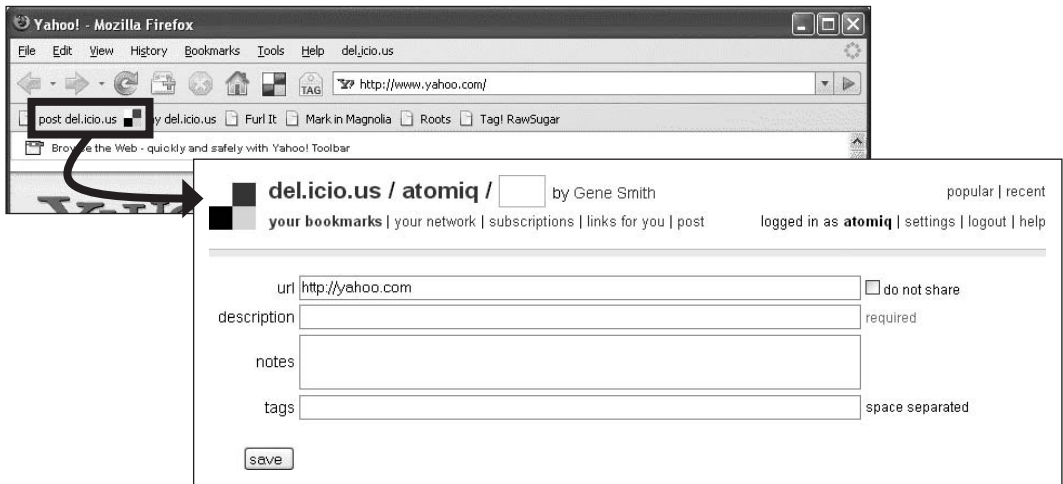 Yahoo! - Mozilla Firefox
File Edit View History Bookmarks Tools Help del.icio.us
TAG Y? http://www.yahoo.com/
post del.icio.us y del.icio.us Furl It Mark in Magnolia Roots Tag! RawSugar
Browse the Web - quickly and safely with Yahoo! Toolbar
del.icio.us / atomiq / by Gene Smith popular | recent
your bookmarks | your network | subscriptions | links for you | post logged in as atomiq | settings | logout | help
url http://yahoo.com do not share
description required
notes
tags space separated
save